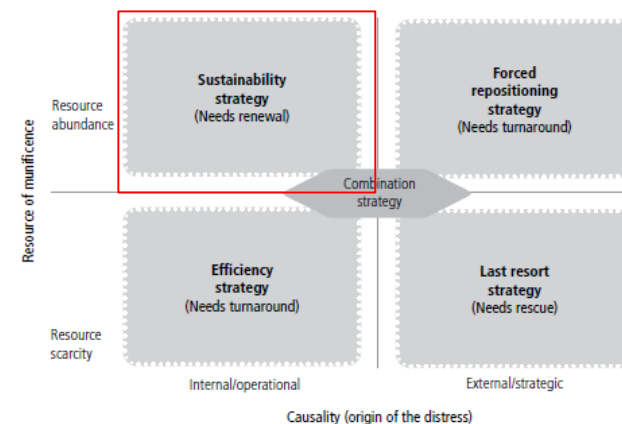 Sustainability
strategy
(Needs renewal)
Forced
repositioning
strategy
(Needs turnaround)
Resource
abundance
Resource of munificence
Combination
strategy
Efficiency
strategy
(Needs turnaround)
Last resort
strategy
(Needs rescue)
Resource
scarcity
Internal/operational
External/strategic
Causality (origin of the distress)